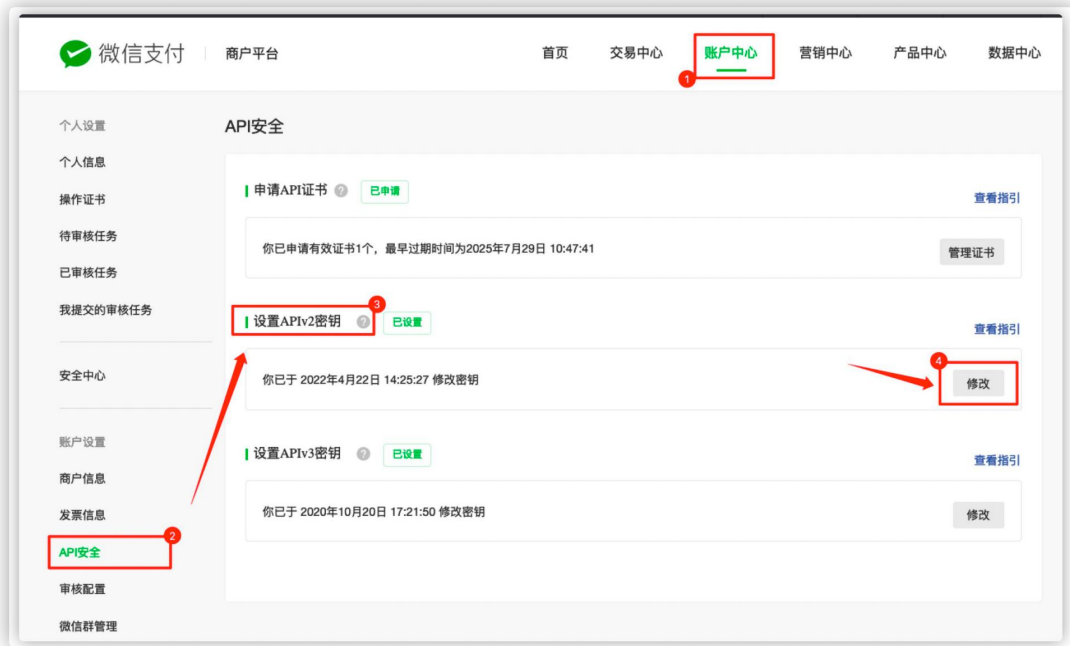 微信支付 商户平台 首页 交易中心 账户中心 营销中心 产品中心 数据中心
1
个人设置
个人信息
操作证书
待审核任务
已审核任务
我提交的审核任务
安全中心
账户设置
商户信息
发票信息
2
API安全
审核配置
微信群管理
API安全
申请API证书 ? 已申请 查看指引
你已申请有效证书1个，最早过期时间为2025年7月29日 10:47:41 管理证书
3
设置APIv2密钥 ? 已设置 查看指引
4
你已于 2022年4月22日 14:25:27 修改密钥 修改
设置APIv3密钥 ? 已设置 查看指引
你已于 2020年10月20日 17:21:50 修改密钥 修改